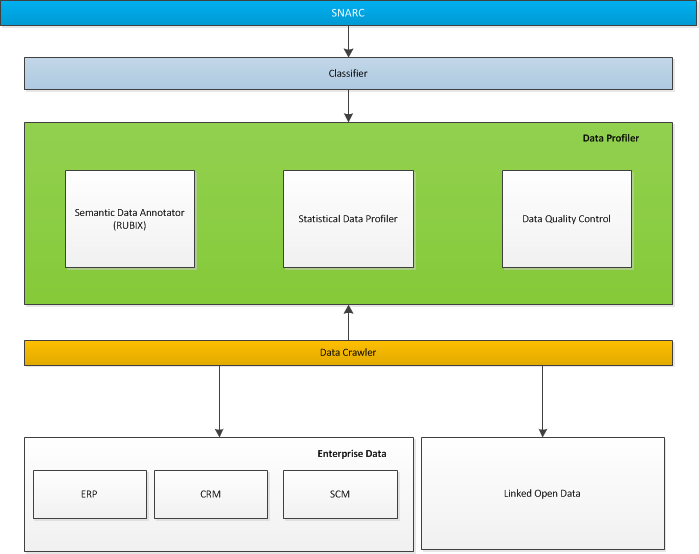 SNARC
Classifier
Data Profiler
Semantic Data Annotator
(RUBIX)
Statistical Data Profiler
Data Quality Control
Data Crawler
Enterprise Data
ERP
CRM
SCM
Linked Open Data